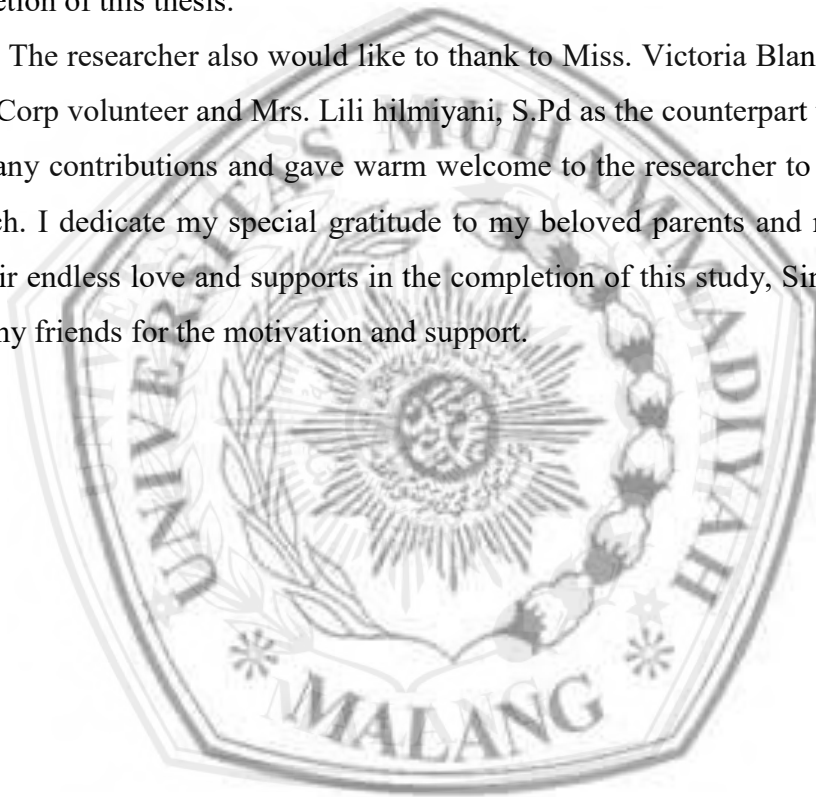 etion of this thesis.
The researcher also would like to thank to Miss. Victoria Blan
Corp volunteer and Mrs. Lili hilmiyani, S.Pd as the counterpart
any contributions and gave warm welcome to the researcher to
ch. I dedicate my special gratitude to my beloved parents and
ir endless love and supports in the completion of this study, Sin
ny friends for the motivation and support.
UNIVERSITAS MUHAMMADIYAH
MALANG